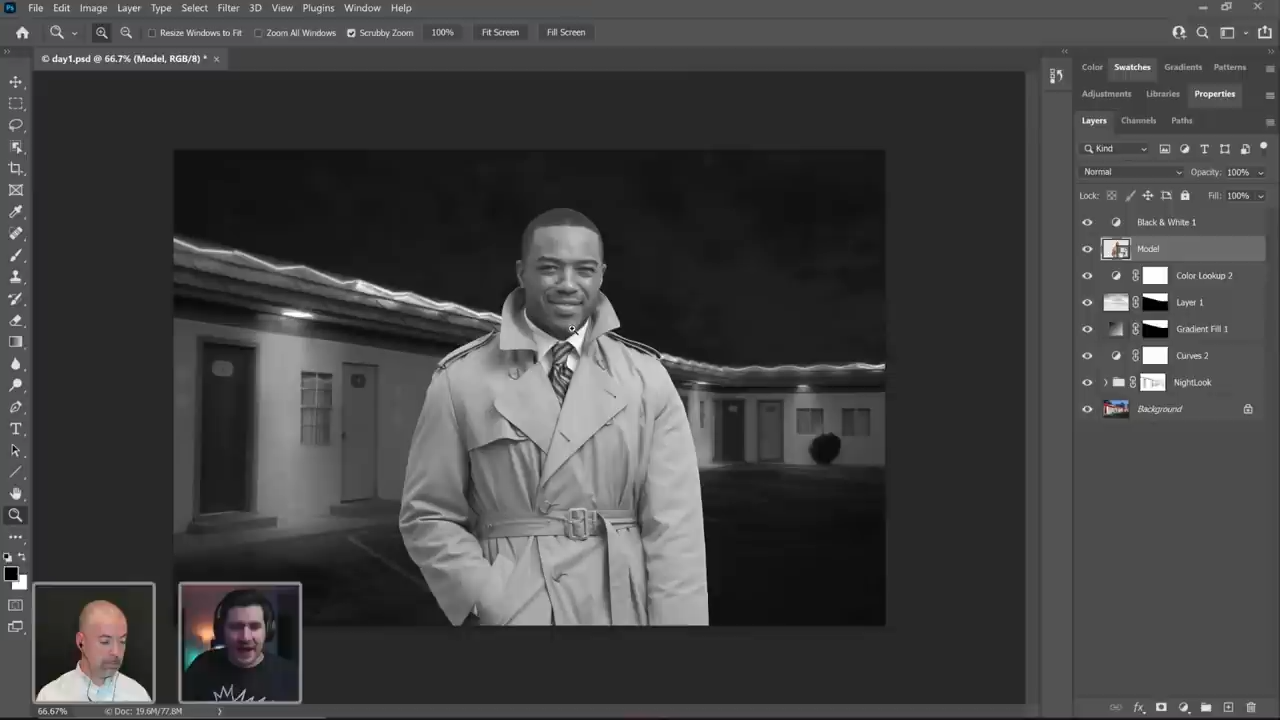 Ps File Edit Image Layer Type Select Filter 3D View Plugins Window Help
Resize Windows to Fit Zoom All Windows Scrubby Zoom 100% Fit Screen Fill Screen
© day1.psd @ 66.7% (Model, RGB/8) * ×
Color Swatches Gradients Patterns
Adjustments Libraries Properties
Layers Channels Paths
Kind
Normal Opacity: 100%
Lock: Fill: 100%
Black & White 1
Model
Color Lookup 2
Layer 1
Gradient Fill 1
Curves 2
NightLook
Background
66.67% © Doc: 19.6M/77.8M